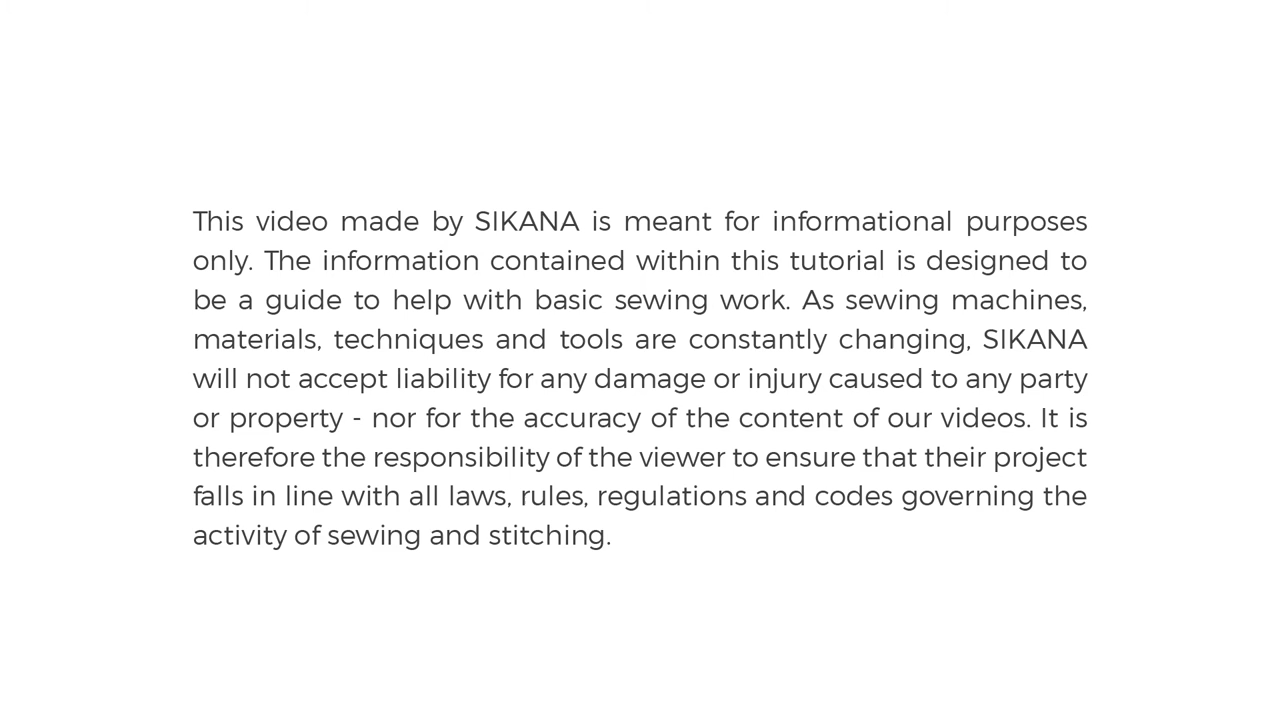 This video made by SIKANA is meant for informational purposes
only. The information contained within this tutorial is designed to
be a guide to help with basic sewing work. As sewing machines,
materials, techniques and tools are constantly changing, SIKANA
will not accept liability for any damage or injury caused to any party
or property - nor for the accuracy of the content of our videos. It is
therefore the responsibility of the viewer to ensure that their project
falls in line with all laws, rules, regulations and codes governing the
activity of sewing and stitching.